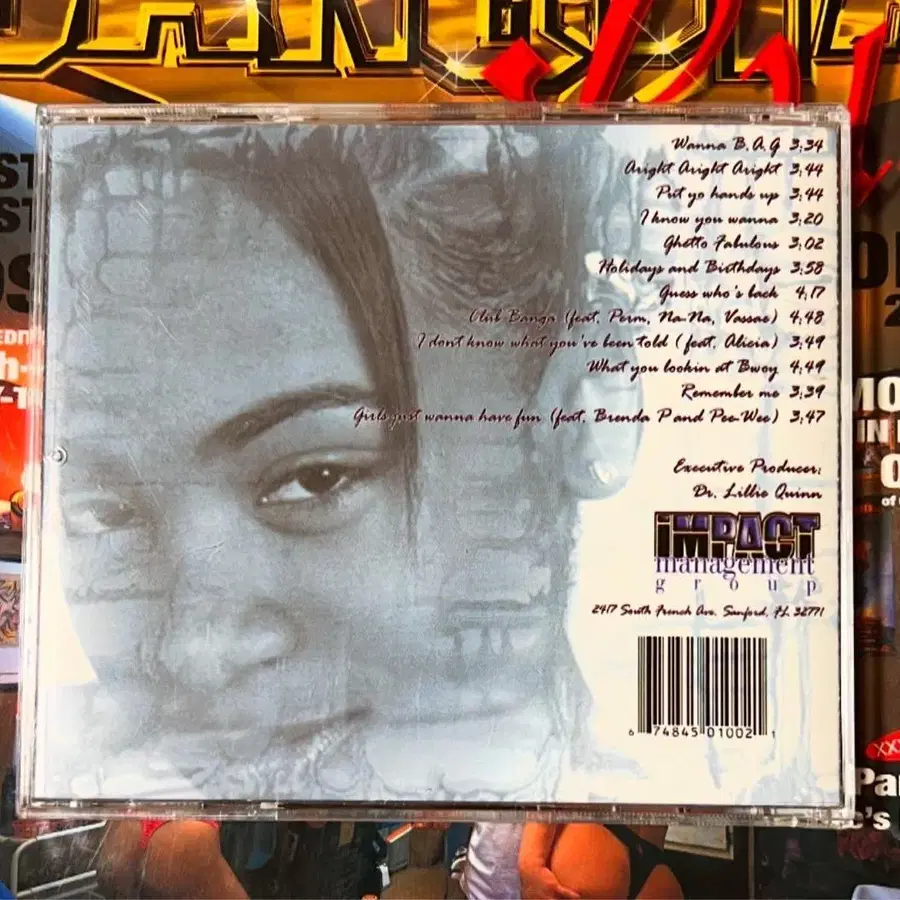 Wanna B.A.G 3:34
Aright Aright Aright 3:44
Put yo hands up 3:44
I know you wanna 3:20
Ghetto Fabulous 3:02
Holidays and Birthdays 3:58
Guess who's back 4:17
Club Banga (feat. Perm, Na-Na, Vassae) 4:48
I dont know what you've been told (feat. Alicia) 3:49
What you lookin at Bwoy 4:49
Remember me 3:39
Girls just wanna have fun (feat. Brenda P and Pee-Wee) 3:47
Executive Producer:
Dr. Lillie Quinn
iMPACT
management
group
2417 South French Ave. Sanford, FL 32771
6 74845 01002 1